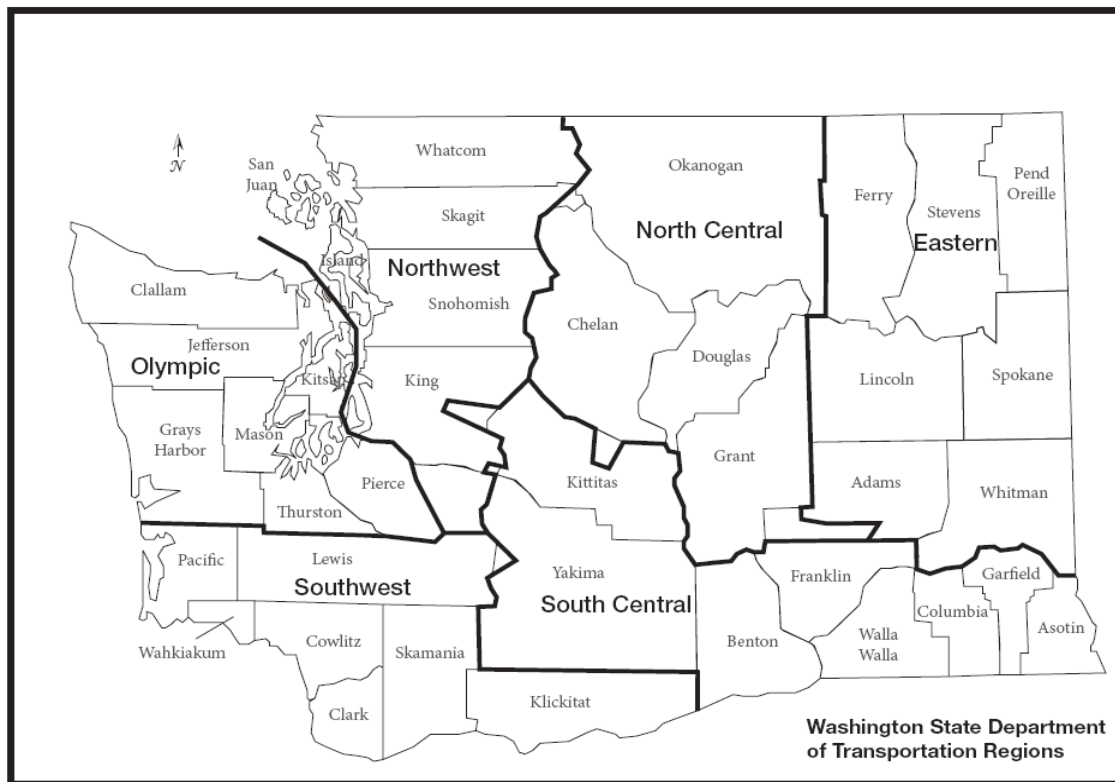 Whatcom
Okanogan
N
San
Juan
Pend
Oreille
Ferry
Stevens
Skagit
North Central
Eastern
Island
Northwest
Clallam
Snohomish
Chelan
Jefferson
Olympic
Douglas
Kitsap
King
Lincoln
Spokane
Grays
Harbor
Mason
Grant
Pierce
Kittitas
Adams
Whitman
Thurston
Pacific
Lewis
Southwest
Yakima
South Central
Franklin
Garfield
Columbia
Asotin
Wahkiakum
Cowlitz
Skamania
Benton
Walla
Walla
Klickitat
Clark
Washington State Department
of Transportation Regions